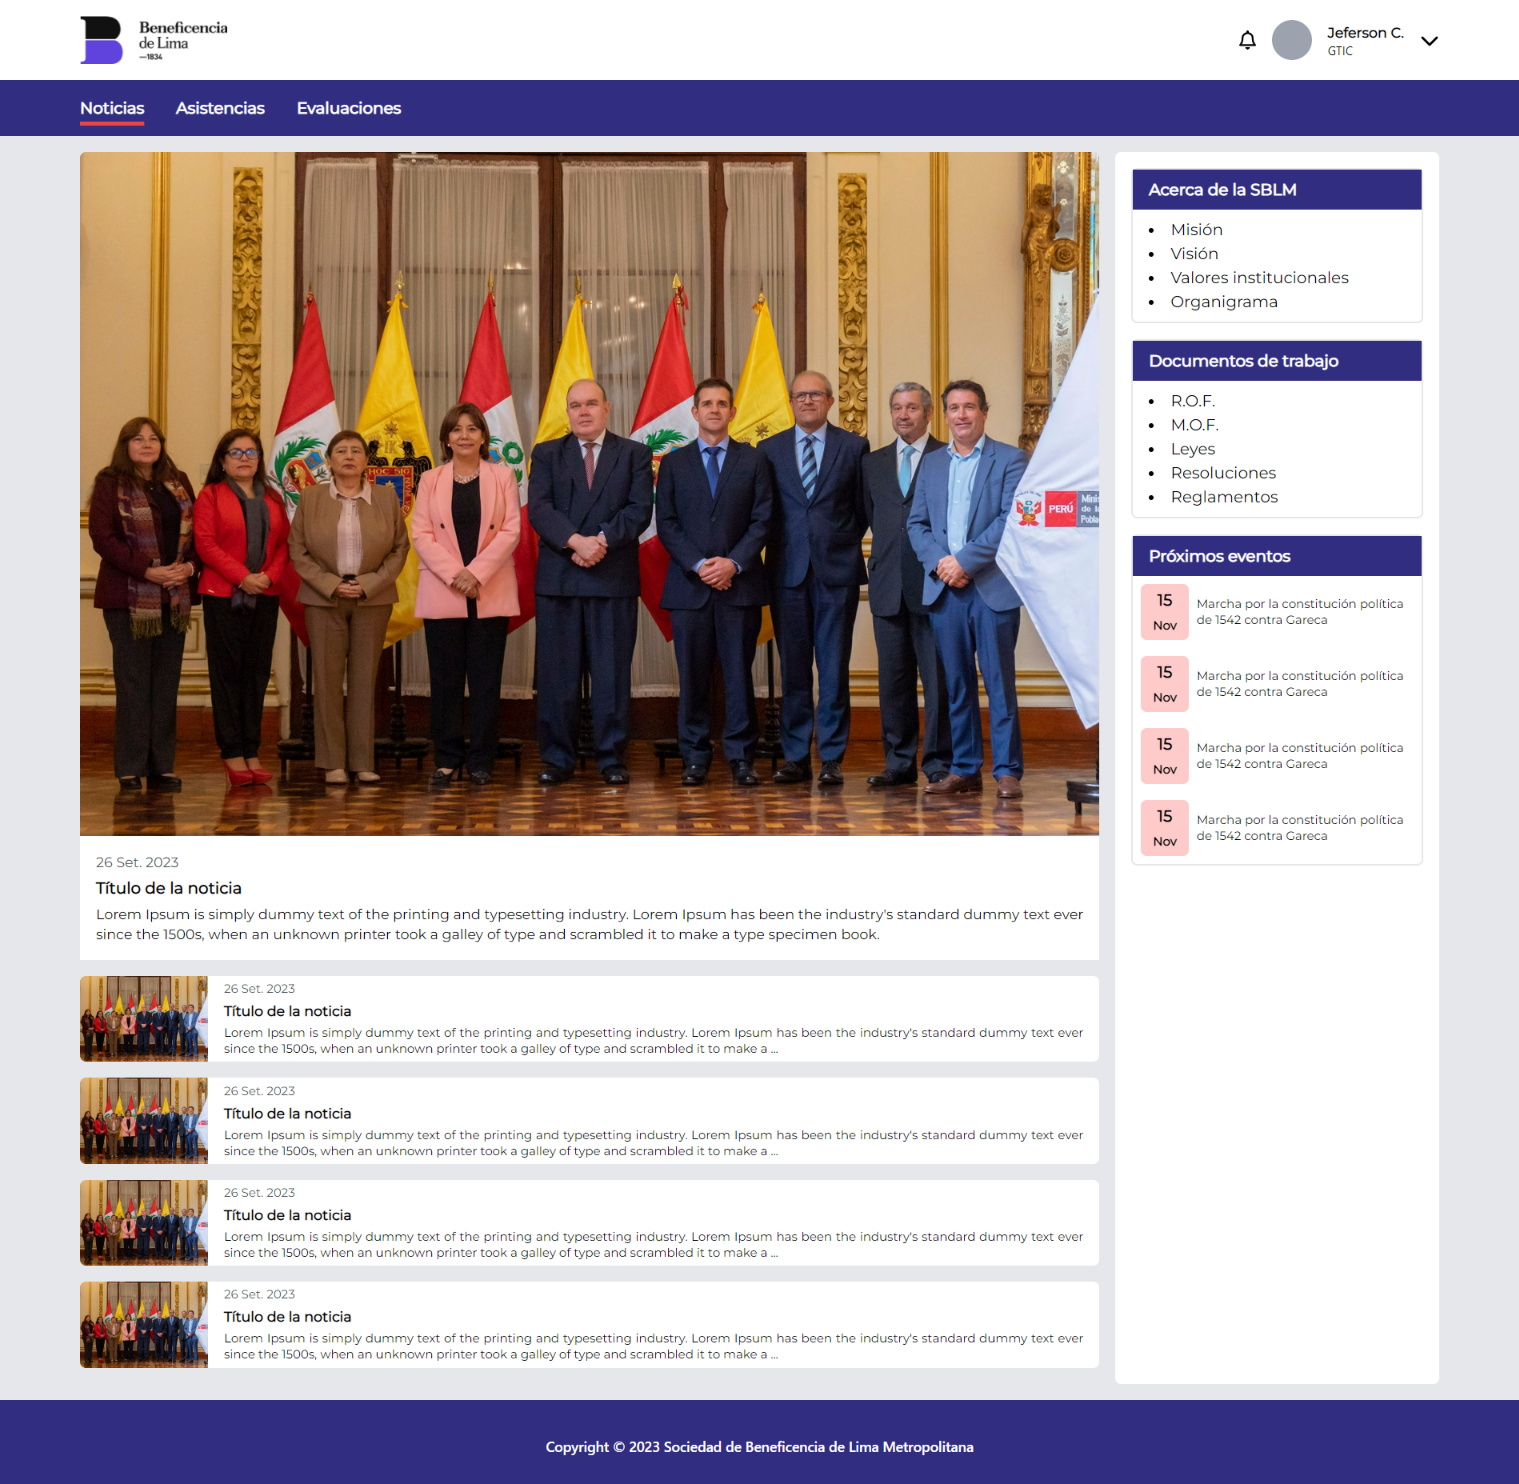 Beneficencia
de Lima
—1834
Jeferson C.
GTIC
Noticias
Asistencias
Evaluaciones
HOC SIG
PERÚ
26 Set. 2023
Título de la noticia
Lorem Ipsum is simply dummy text of the printing and typesetting industry. Lorem Ipsum has been the industry's standard dummy text ever
since the 1500s, when an unknown printer took a galley of type and scrambled it to make a type specimen book.
26 Set. 2023
Título de la noticia
Lorem Ipsum is simply dummy text of the printing and typesetting industry. Lorem Ipsum has been the industry's standard dummy text ever
since the 1500s, when an unknown printer took a galley of type and scrambled it to make a ...
26 Set. 2023
Título de la noticia
Lorem Ipsum is simply dummy text of the printing and typesetting industry. Lorem Ipsum has been the industry's standard dummy text ever
since the 1500s, when an unknown printer took a galley of type and scrambled it to make a ...
26 Set. 2023
Título de la noticia
Lorem Ipsum is simply dummy text of the printing and typesetting industry. Lorem Ipsum has been the industry's standard dummy text ever
since the 1500s, when an unknown printer took a galley of type and scrambled it to make a ...
26 Set. 2023
Título de la noticia
Lorem Ipsum is simply dummy text of the printing and typesetting industry. Lorem Ipsum has been the industry's standard dummy text ever
since the 1500s, when an unknown printer took a galley of type and scrambled it to make a ...
Acerca de la SBLM
• Misión
• Visión
• Valores institucionales
• Organigrama
Documentos de trabajo
• R.O.F.
• M.O.F.
• Leyes
• Resoluciones
• Reglamentos
Próximos eventos
15
Nov
Marcha por la constitución política
de 1542 contra Gareca
15
Nov
Marcha por la constitución política
de 1542 contra Gareca
15
Nov
Marcha por la constitución política
de 1542 contra Gareca
15
Nov
Marcha por la constitución política
de 1542 contra Gareca
Copyright © 2023 Sociedad de Beneficencia de Lima Metropolitana